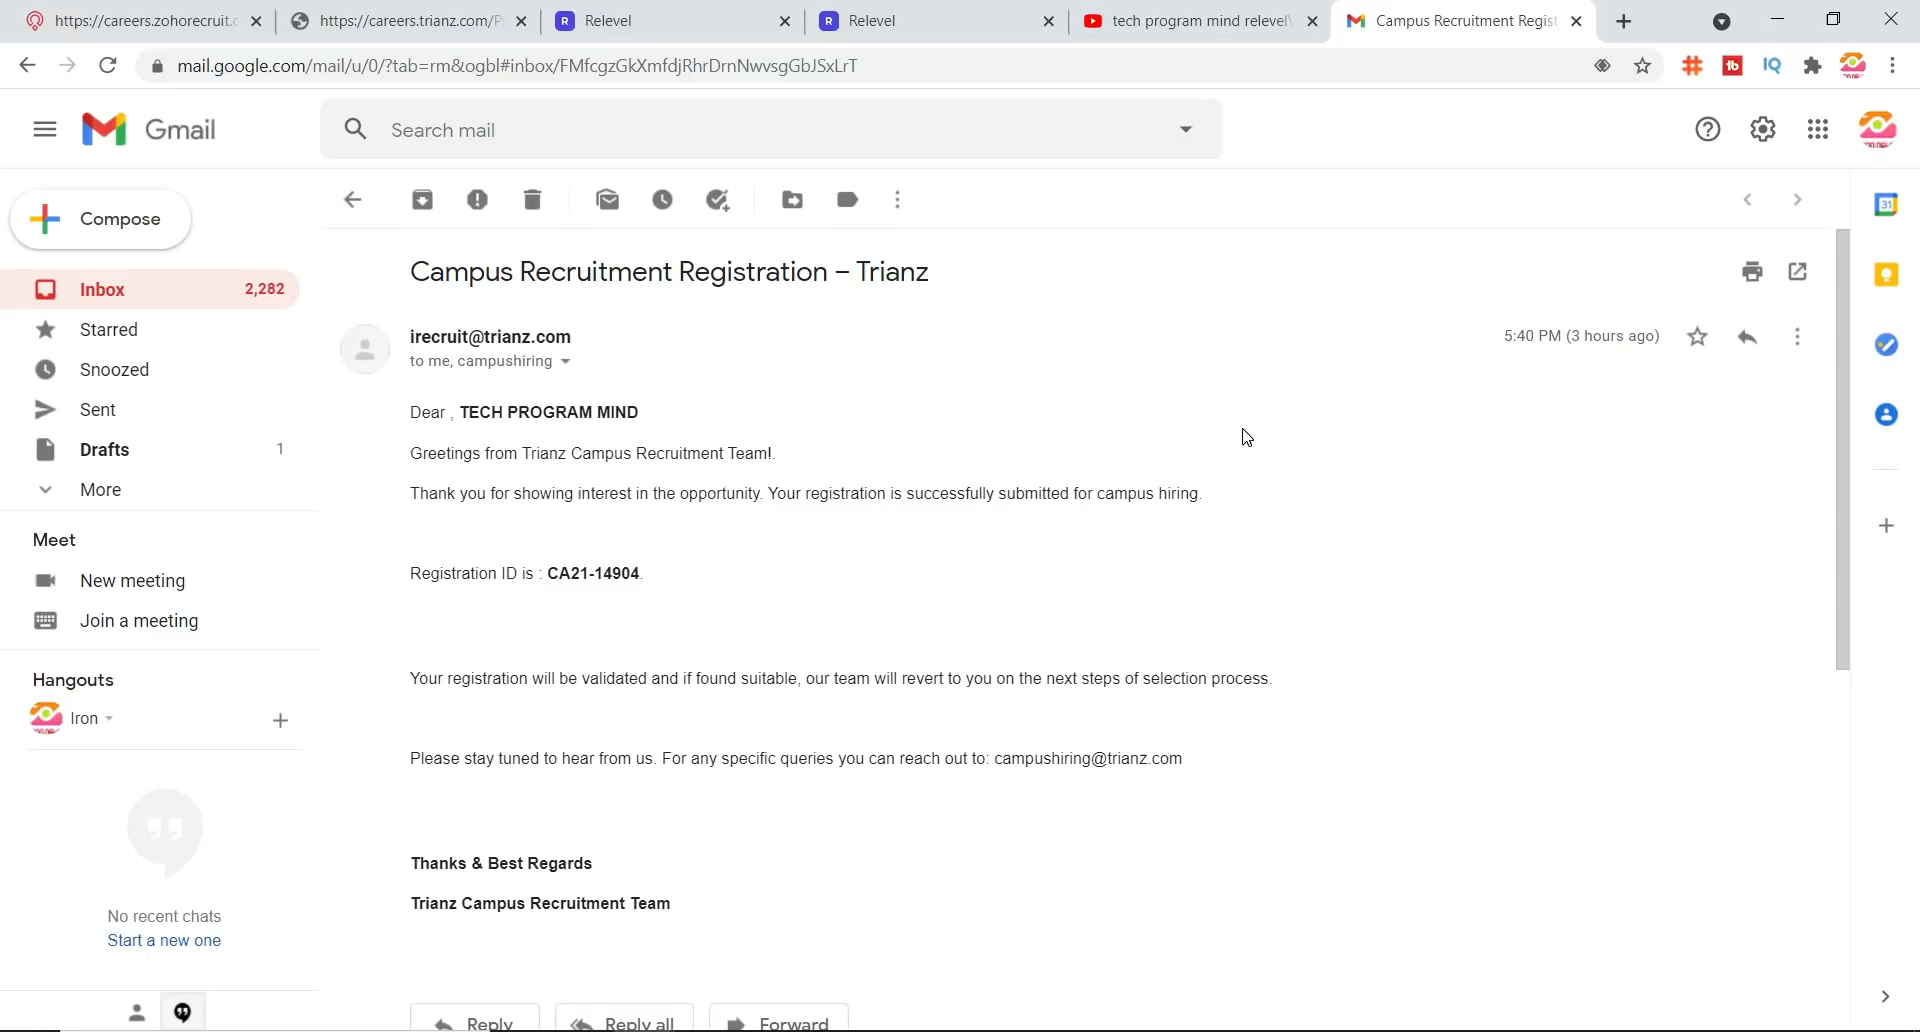 https://careers.zohorecruit.c
https://careers.trianz.com/P
Relevel
Relevel
tech program mind relevel
Campus Recruitment Regist
mail.google.com/mail/u/0/?tab=rm&ogbl#inbox/FMfcgzGkXmfdjRhrDrnNwvsgGbJSxLrT
Gmail
Search mail
Compose
Inbox 2,282
Starred
Snoozed
Sent
Drafts 1
More
Meet
New meeting
Join a meeting
Hangouts
Iron
No recent chats
Start a new one
Campus Recruitment Registration – Trianz
irecruit@trianz.com
5:40 PM (3 hours ago)
to me, campushiring
Dear , TECH PROGRAM MIND
Greetings from Trianz Campus Recruitment Team!.
Thank you for showing interest in the opportunity. Your registration is successfully submitted for campus hiring.
Registration ID is : CA21-14904.
Your registration will be validated and if found suitable, our team will revert to you on the next steps of selection process.
Please stay tuned to hear from us. For any specific queries you can reach out to: campushiring@trianz.com
Thanks & Best Regards
Trianz Campus Recruitment Team
Reply
Reply all
Forward
31
IQ